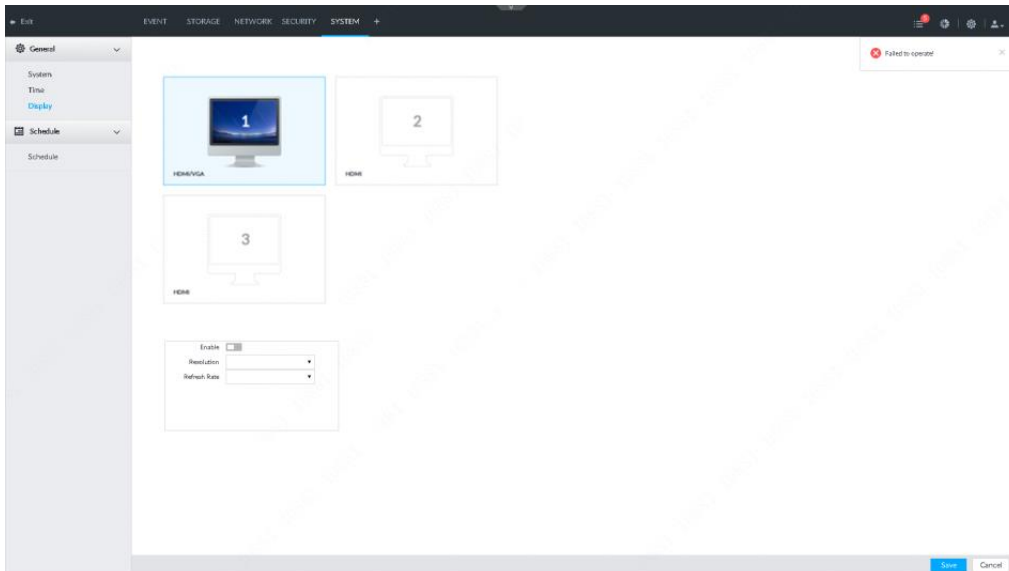 Exit
EVENT STORAGE NETWORK SECURITY SYSTEM +
General
System
Time
Display
Schedule
Schedule
Failed to operate!
1
HDMI/VGA
2
HDMI
3
HDMI
Enable
Resolution
Refresh Rate
Save Cancel